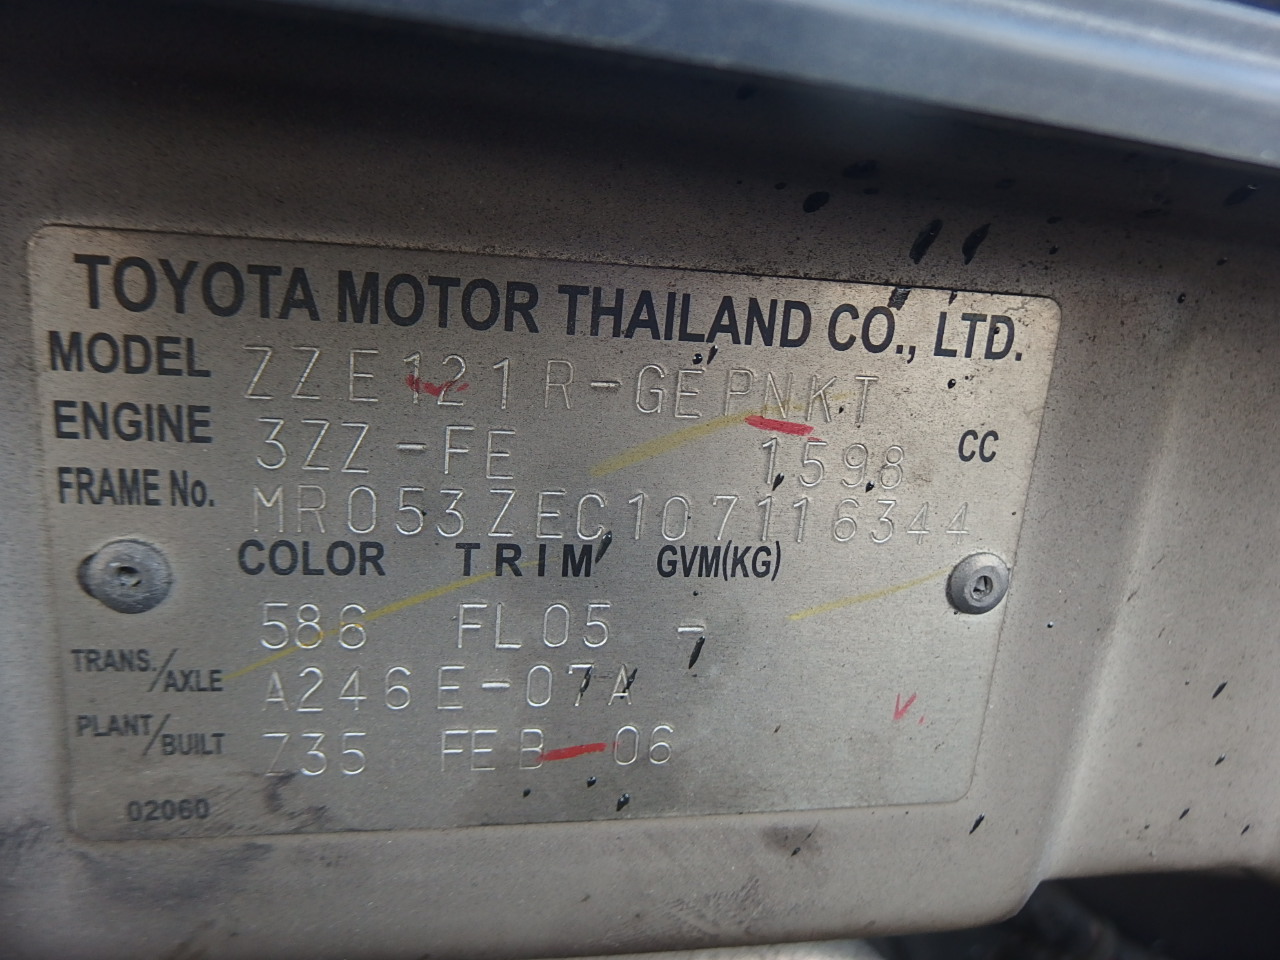 TOYOTA MOTOR THAILAND CO., LTD.
MODEL ZZE121R-GEPNKT
ENGINE 3ZZ-FE 1598 CC
FRAME No. MR053ZEC107116344
COLOR TRIM GVM(KG)
586 FL05 -
TRANS./AXLE A246E-07A
PLANT/BUILT Z35 FEB-06
02060